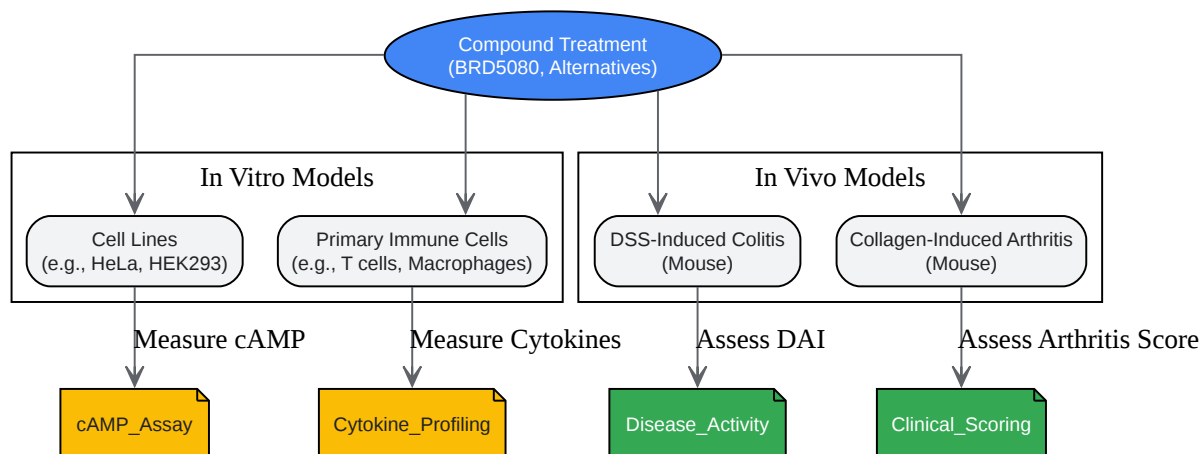 Compound Treatment
(BRD5080, Alternatives)
In Vitro Models
In Vivo Models
Cell Lines
(e.g., HeLa, HEK293)
Primary Immune Cells
(e.g., T cells, Macrophages)
DSS-Induced Colitis
(Mouse)
Collagen-Induced Arthritis
(Mouse)
Measure cAMP
Measure Cytokines
Assess DAI
Assess Arthritis Score
cAMP_Assay
Cytokine_Profiling
Disease_Activity
Clinical_Scoring